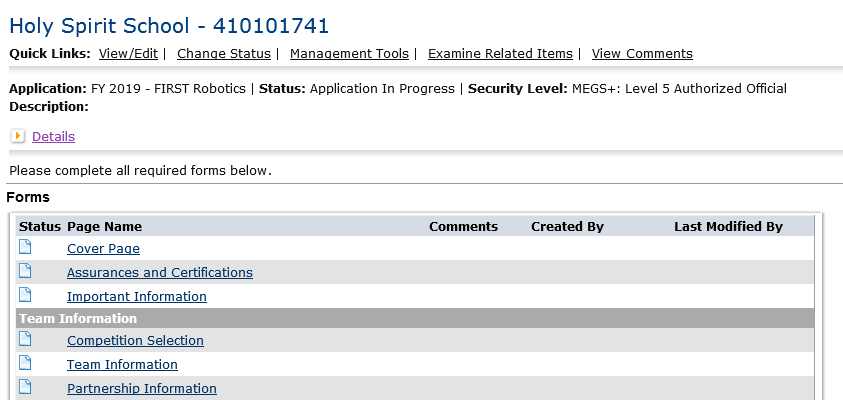 Holy Spirit School - 410101741
Quick Links: View/Edit | Change Status | Management Tools | Examine Related Items | View Comments
Application: FY 2019 - FIRST Robotics | Status: Application In Progress | Security Level: MEGS+: Level 5 Authorized Official
Description:
Details
Please complete all required forms below.
Forms
Status Page Name Comments Created By Last Modified By
Cover Page
Assurances and Certifications
Important Information
Team Information
Competition Selection
Team Information
Partnership Information